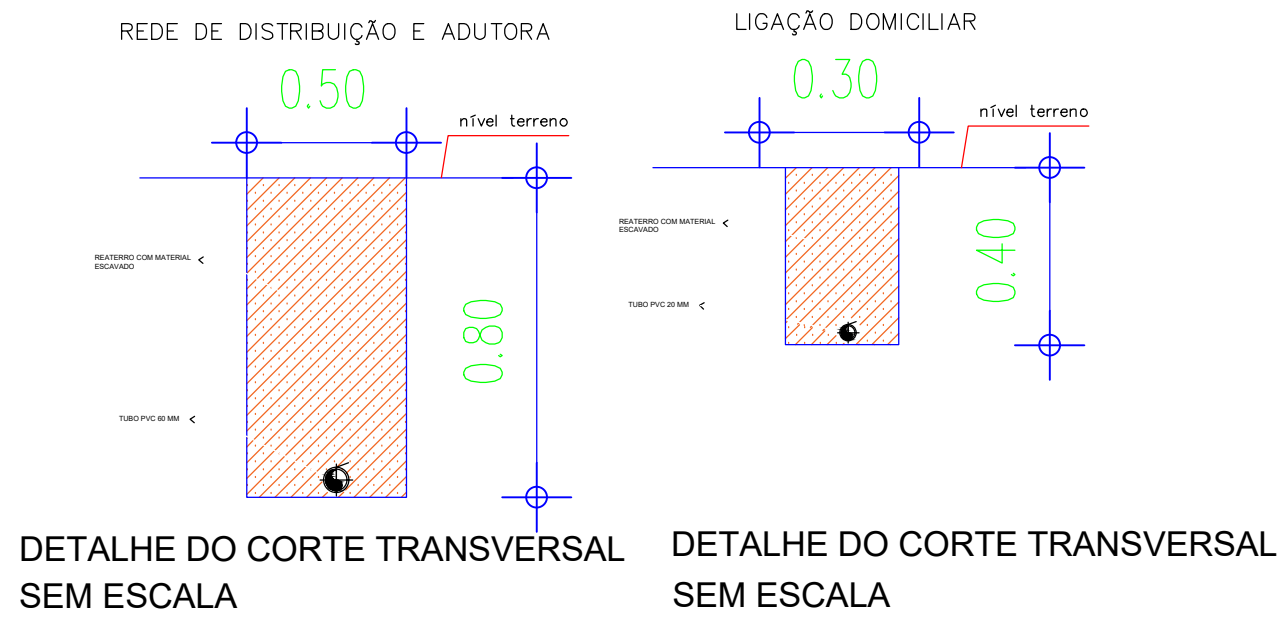 REDE DE DISTRIBUIÇÃO E ADUTORA
0.50
nível terreno
REATERRO COM MATERIAL
ESCAVADO
0.80
TUBO PVC 60 MM
DETALHE DO CORTE TRANSVERSAL
SEM ESCALA
LIGAÇÃO DOMICILIAR
0.30
nível terreno
REATERRO COM MATERIAL
ESCAVADO
0.40
TUBO PVC 20 MM
DETALHE DO CORTE TRANSVERSAL
SEM ESCALA